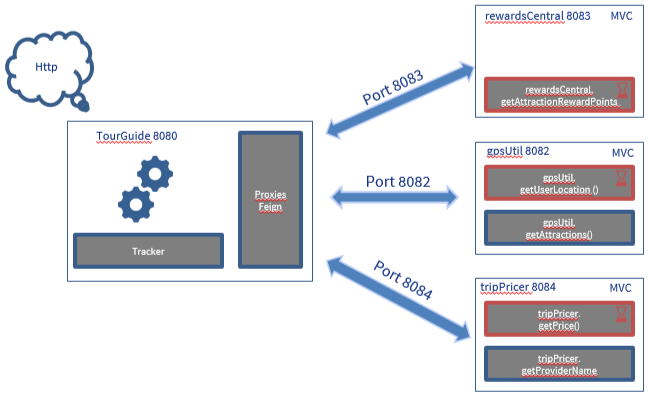 rewardsCentral 8083 MVC
Http
rewardsCentral.
getAttractionRewardPoints
Port 8083
TourGuide 8080
Proxies
Feign
Tracker
Port 8082
gpsUtil 8082 MVC
gpsUtil.
getUserLocation ()
gpsUtil.
getAttractions()
Port 8084
tripPricer 8084 MVC
tripPricer.
getPrice()
tripPricer.
getProviderName